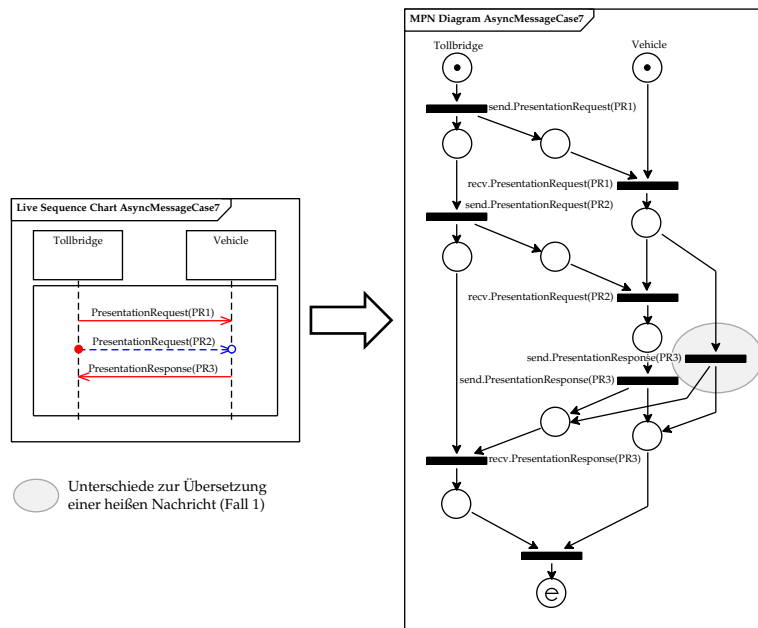 MPN Diagram AsyncMessageCase7
Tollbridge
Vehicle
send.PresentationRequest(PR1)
recv.PresentationRequest(PR1)
send.PresentationRequest(PR2)
recv.PresentationRequest(PR2)
send.PresentationResponse(PR3)
send.PresentationResponse(PR3)
recv.PresentationResponse(PR3)
e
Live Sequence Chart AsyncMessageCase7
Tollbridge
Vehicle
PresentationRequest(PR1)
PresentationRequest(PR2)
PresentationResponse(PR3)
Unterschiede zur Übersetzung
einer heißen Nachricht (Fall 1)